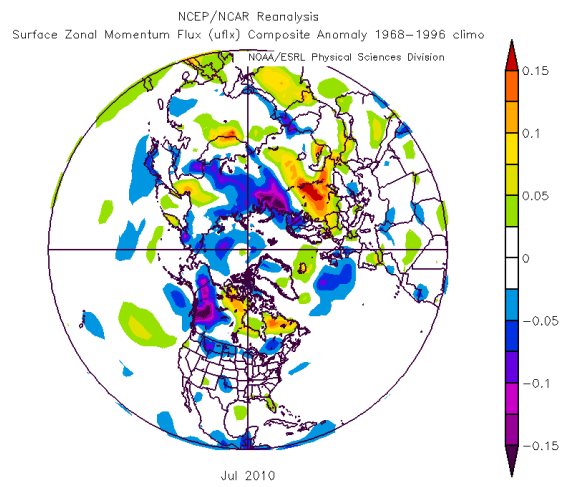 NCEP/NCAR Reanalysis
Surface Zonal Momentum Flux (uflx) Composite Anomaly 1968−1996 climo
NOAA/ESRL Physical Sciences Division
0.15
0.1
0.05
0
−0.05
−0.1
−0.15
Jul 2010